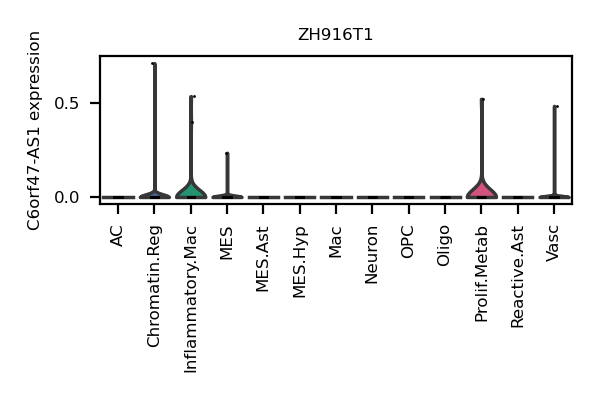 ZH916T1
C6orf47-AS1 expression
0.5
0.0
AC
Chromatin.Reg
Inflammatory.Mac
MES
MES.Ast
MES.Hyp
Mac
Neuron
OPC
Oligo
Prolif.Metab
Reactive.Ast
Vasc